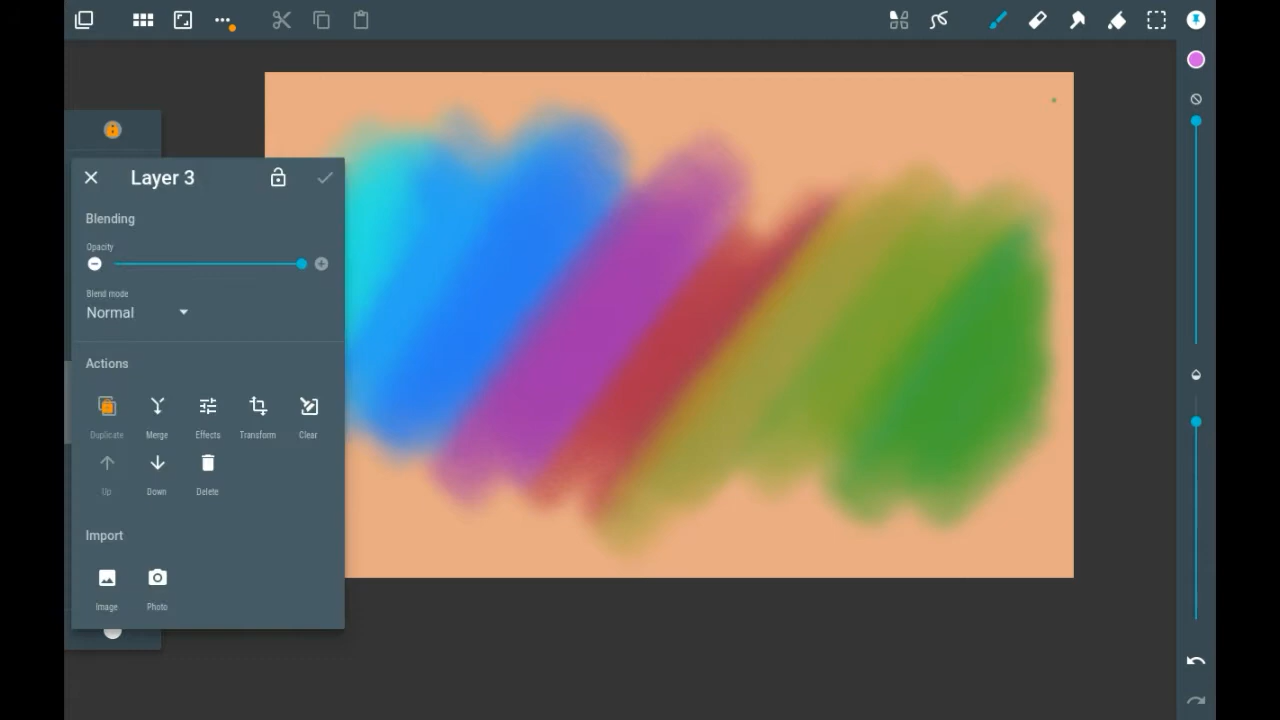 Layer 3
Blending
Opacity
Blend mode
Normal
Actions
Duplicate Merge Effects Transform Clear
Up Down Delete
Import
Image Photo